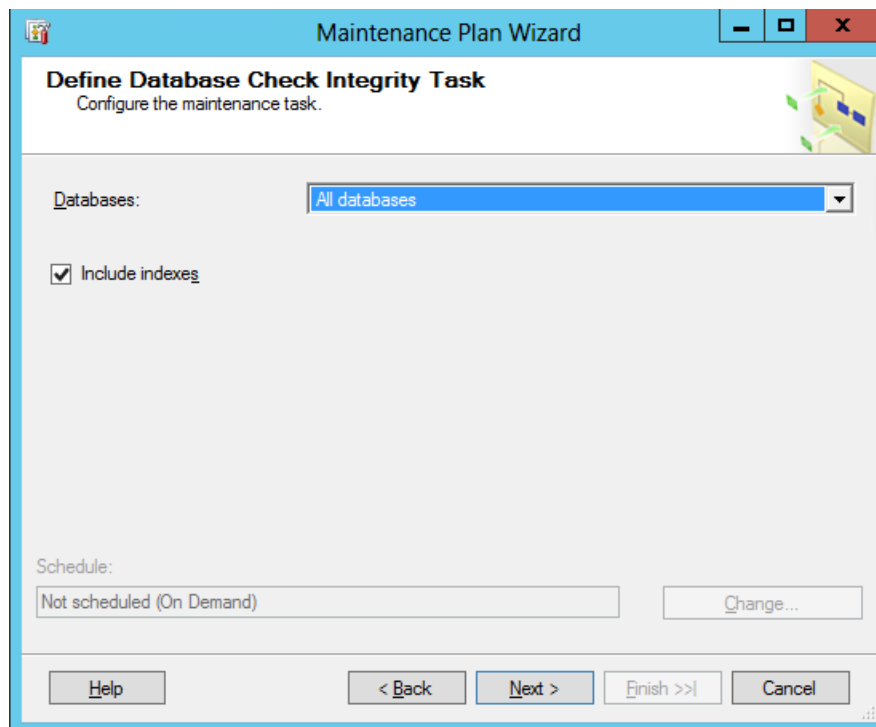 Maintenance Plan Wizard
Define Database Check Integrity Task
Configure the maintenance task.
Databases:
All databases
Include indexes
Schedule:
Not scheduled (On Demand)
Change...
Help
< Back
Next >
Finish >>|
Cancel